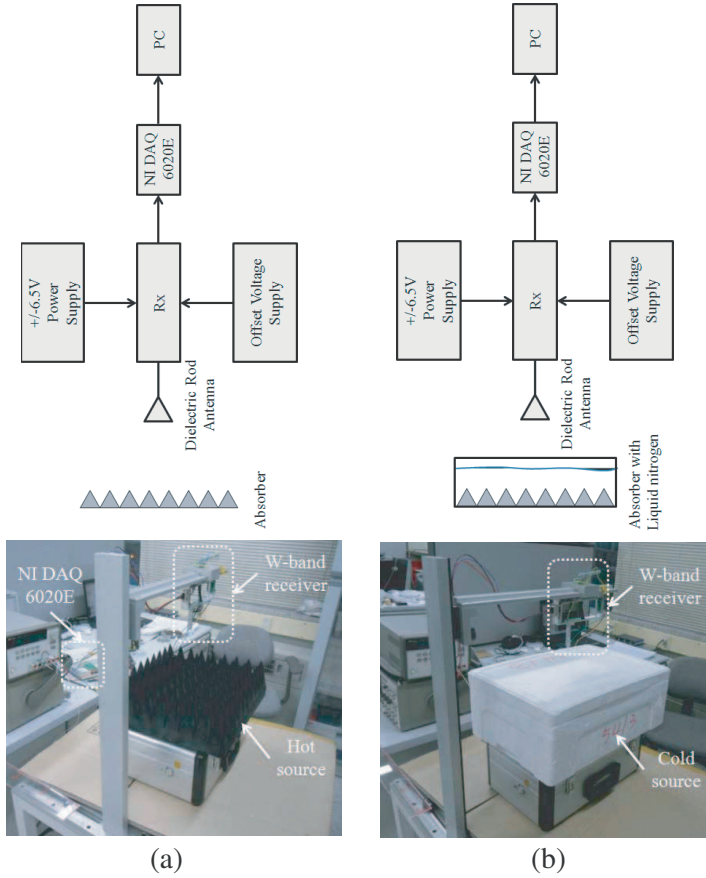 PC
NI DAQ
6020E
+/-6.5V
Power
Supply
Rx
Offset Voltage
Supply
Dielectric Rod
Antenna
Absorber
PC
NI DAQ
6020E
+/-6.5V
Power
Supply
Rx
Offset Voltage
Supply
Dielectric Rod
Antenna
Absorber with
Liquid nitrogen
NI DAQ
6020E
W-band
receiver
Hot
source
W-band
receiver
Cold
source
(a)
(b)